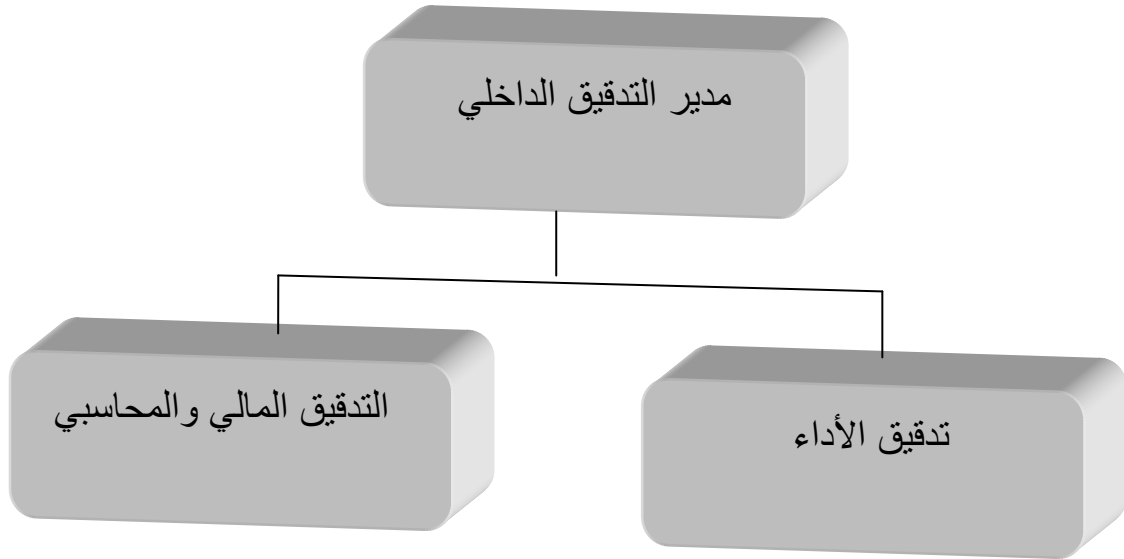 مدير التدقيق الداخلي
تدقيق الأداء
التدقيق المالي والمحاسبي